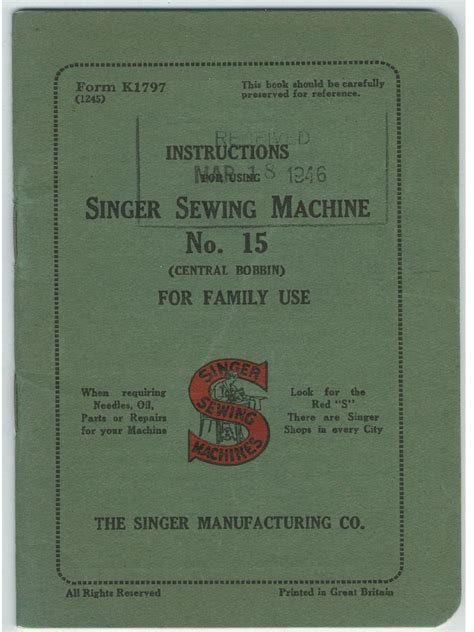 Form K1797
(1245)
This book should be carefully
preserved for reference.
RECEIVED
MAR 18 1946
INSTRUCTIONS
FOR USING
SINGER SEWING MACHINE
No. 15
(CENTRAL BOBBIN)
FOR FAMILY USE
When requiring
Needles, Oil,
Parts or Repairs
for your Machine
SINGER
SEWING
MACHINES
Look for the
Red "S"
There are Singer
Shops in every City
THE SINGER MANUFACTURING CO.
All Rights Reserved
Printed in Great Britain